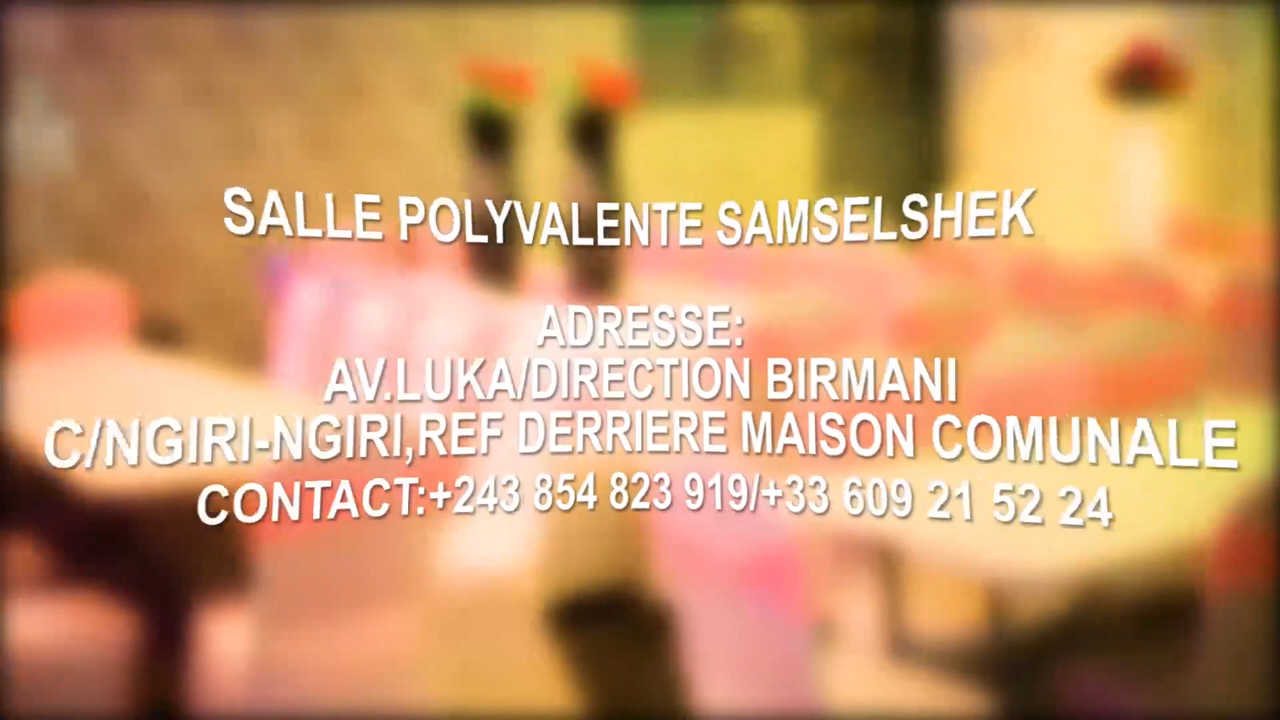 SALLE POLYVALENTE SAMSELSHEK
ADRESSE:
AV.LUKA/DIRECTION BIRMANI
C/NGIRI-NGIRI,REF DERRIERE MAISON COMUNALE
CONTACT:+243 854 823 919/+33 609 21 52 24